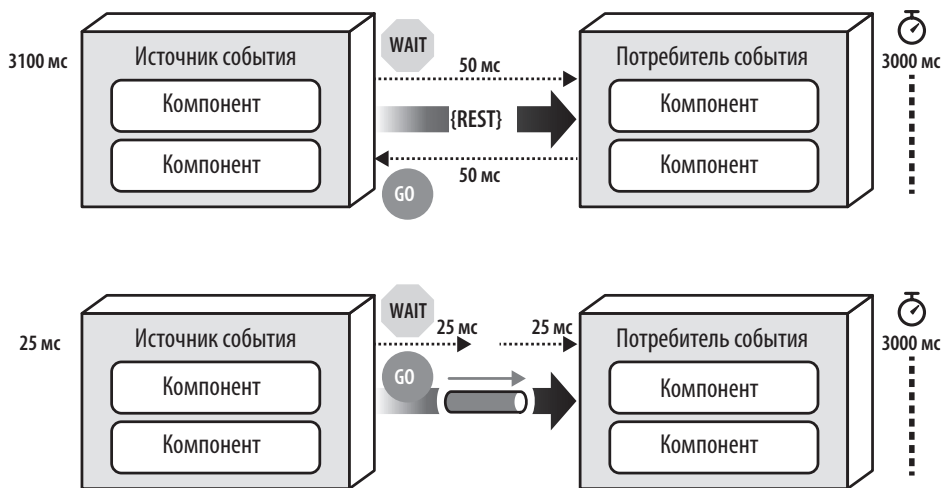 3100 мс
Источник события
Компонент
Компонент
WAIT
50 мс
{REST}
50 мс
GO
Потребитель события
Компонент
Компонент
3000 мс
25 мс
Источник события
Компонент
Компонент
WAIT
25 мс
25 мс
GO
Потребитель события
Компонент
Компонент
3000 мс